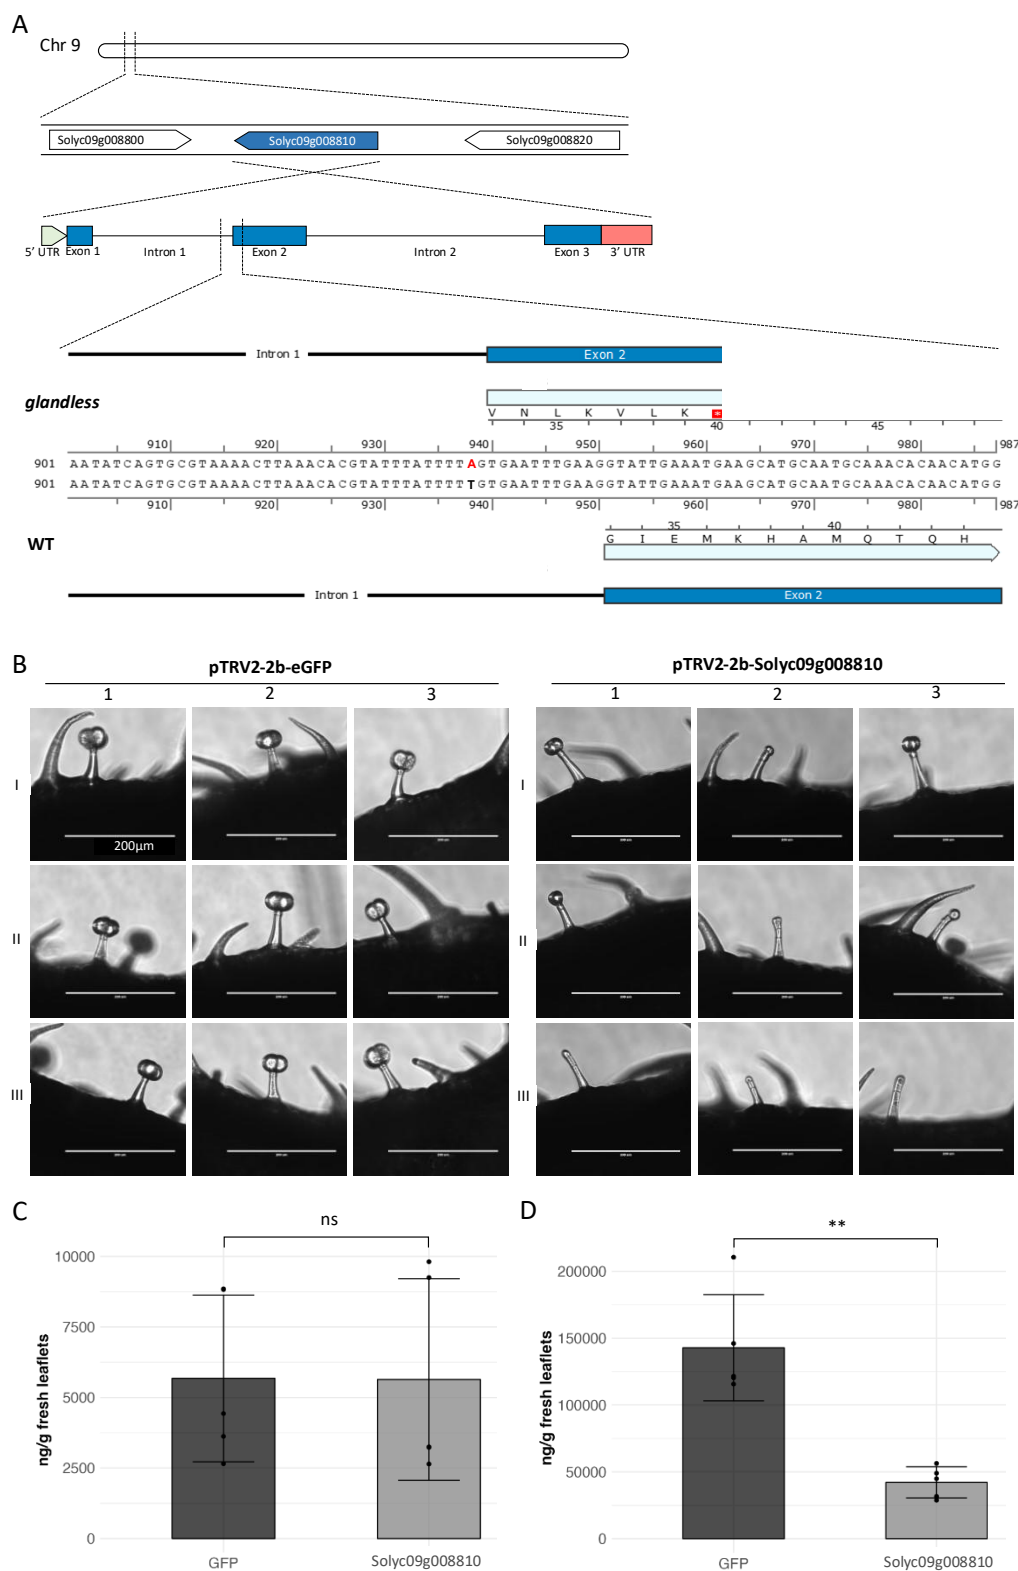 A
Chr 9
Solyc09g008800
Solyc09g008810
Solyc09g008820
5' UTR
Exon 1
Intron 1
Exon 2
Intron 2
Exon 3
3' UTR
Intron 1
Exon 2
glandless
V N L K V L K *
35 40 45
910 920 930 940 950 960 970 980 987
901 AATATCAGTGCGTAAAACTTAAACACGTATTTATTTTAGTGAATTTGAAGGTATTGAAATGAAGCATGCAATGCAAACACAACATGG
901 AATATCAGTGCGTAAAACTTAAACACGTATTTATTTTTGTGAATTTGAAGGTATTGAAATGAAGCATGCAATGCAAACACAACATGG
910 920 930 940 950 960 970 980 987
35 40
WT
G I E M K H A M Q T Q H
Intron 1
Exon 2
B
pTRV2-2b-eGFP
pTRV2-2b-Solyc09g008810
1 2 3
1 2 3
I
I
200µm
II
II
III
III
C
ns
10000
7500
5000
2500
0
ng/g fresh leaflets
GFP
Solyc09g008810
D
**
200000
150000
100000
50000
0
ng/g fresh leaflets
GFP
Solyc09g008810